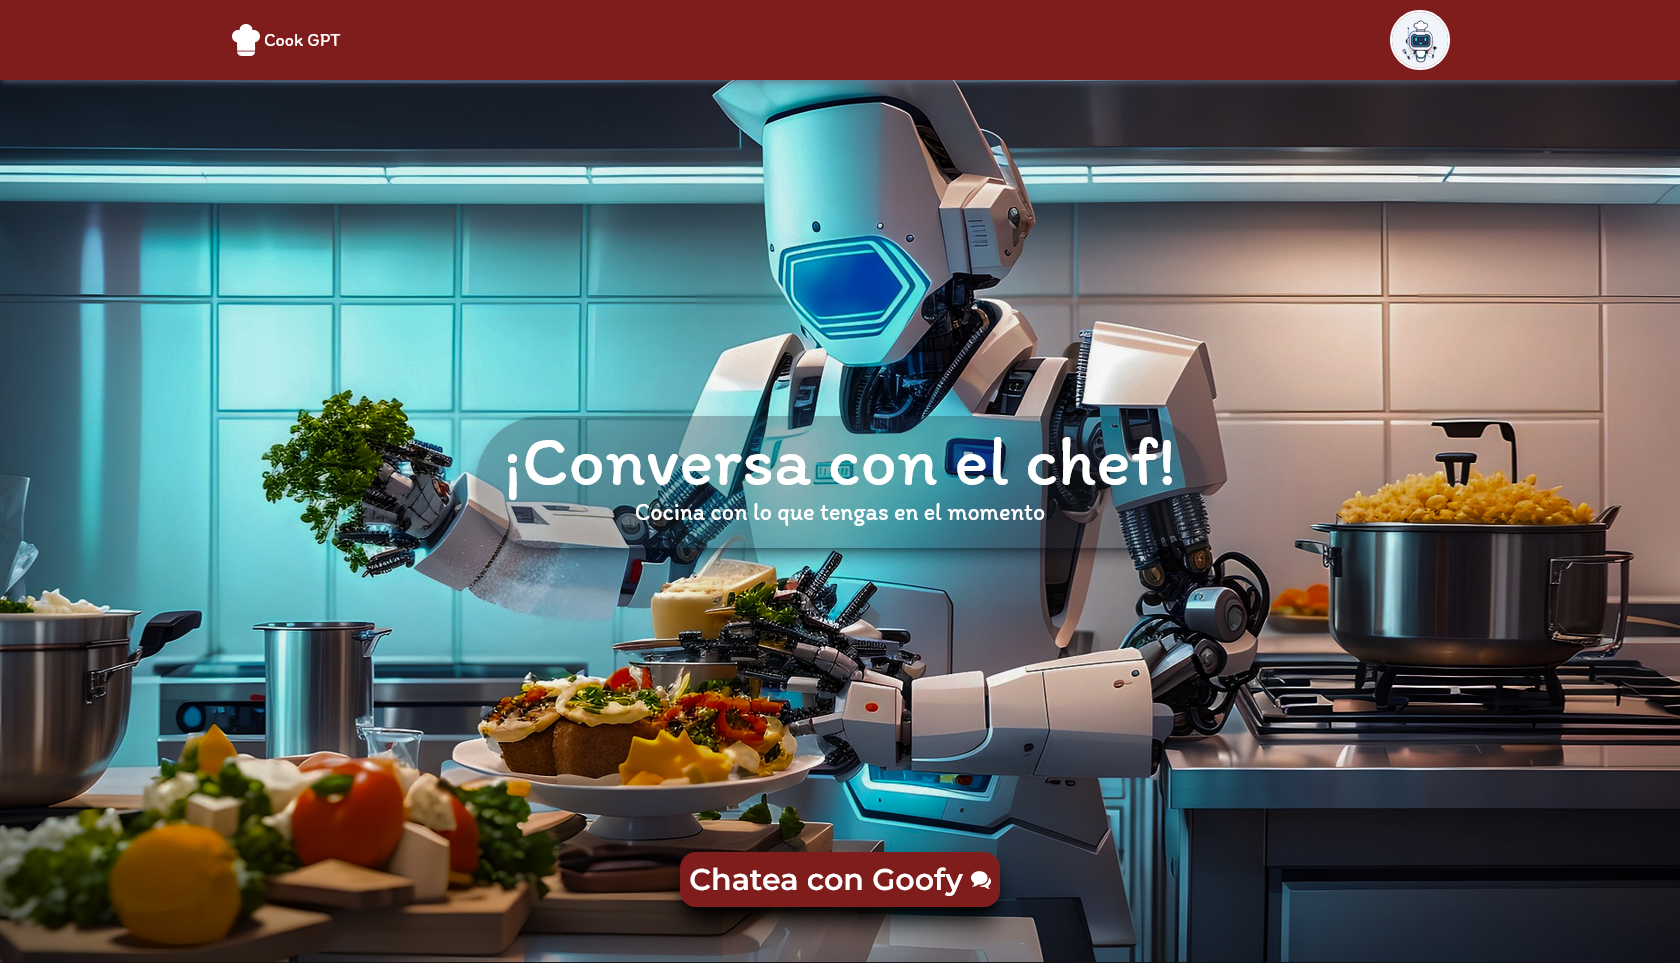 Cook GPT
¡Conversa con el chef!
Cocina con lo que tengas en el momento
Chatea con Goofy